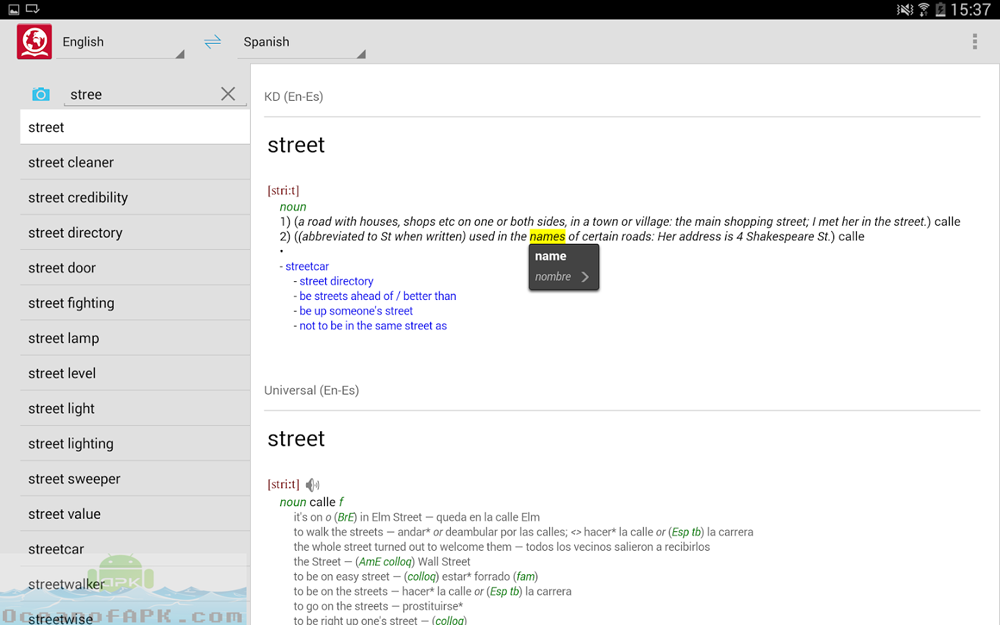 15:37
English
Spanish
stree
street
street cleaner
street credibility
street directory
street door
street fighting
street lamp
street level
street light
street lighting
street sweeper
street value
streetcar
streetwalker
streetwise
KD (En-Es)
street
[stri:t]
noun
1) (a road with houses, shops etc on one or both sides, in a town or village: the main shopping street; I met her in the street.) calle
2) ((abbreviated to St when written) used in the names of certain roads: Her address is 4 Shakespeare St.) calle
•
name
nombre
- streetcar
- street directory
- be streets ahead of / better than
- be up someone's street
- not to be in the same street as
Universal (En-Es)
street
[stri:t]
noun calle f
it's on o (BrE) in Elm Street — queda en la calle Elm
to walk the streets — andar* or deambular por las calles; <> hacer* la calle or (Esp tb) la carrera
the whole street turned out to welcome them — todos los vecinos salieron a recibirlos
the Street — (AmE colloq) Wall Street
to be on easy street — (colloq) estar* forrado (fam)
to be on the streets — hacer* la calle or (Esp tb) la carrera
to go on the streets — prostituirse*
to be right up one's street — (colloq)
APK
OceanofAPK.com